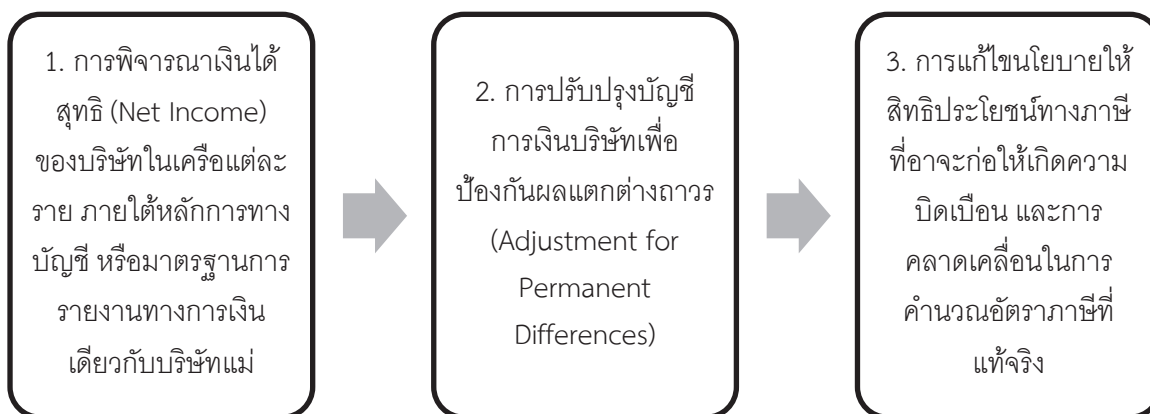 1. การพิจารณาเงินได้
สุทธิ (Net Income)
ของบริษัทในเครือแต่ละ
ราย ภายใต้หลักการทาง
บัญชี หรือมาตรฐานการ
รายงานทางการเงิน
เดียวกับบริษัทแม่
2. การปรับปรุงบัญชี
การเงินบริษัทเพื่อ
ป้องกันผลแตกต่างถาวร
(Adjustment for
Permanent
Differences)
3. การแก้ไขนโยบายให้
สิทธิประโยชน์ทางภาษี
ที่อาจจะก่อให้เกิดความ
บิดเบือน และการ
คลาดเคลื่อนในการ
คำนวณอัตราภาษีที่
แท้จริง